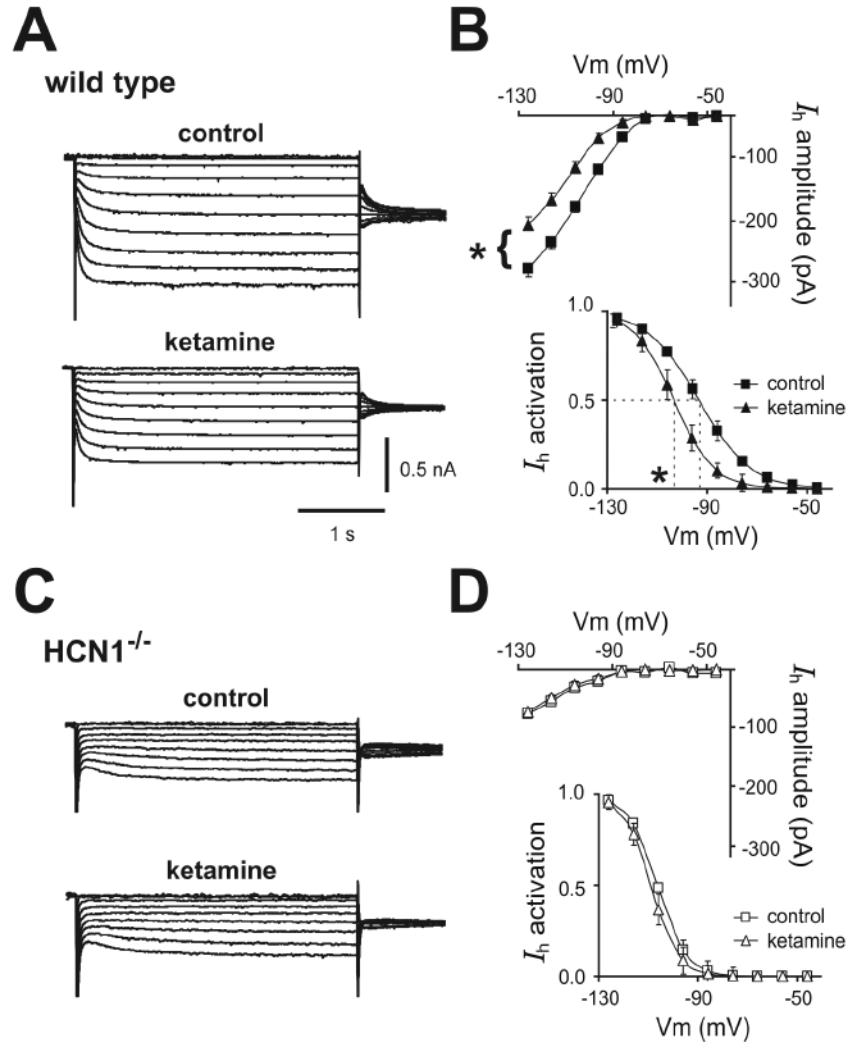 A
wild type
control
ketamine
0.5 nA
1 s
B
Vm (mV)
-130 -90 -50
-100
-200
-300
Ih amplitude (pA)
*{
1.0
0.5
0.0
Ih activation
control
ketamine
*
-130 -90 -50
Vm (mV)
C
HCN1-/-
control
ketamine
D
Vm (mV)
-130 -90 -50
-100
-200
-300
Ih amplitude (pA)
1.0
0.5
0.0
Ih activation
control
ketamine
-130 -90 -50
Vm (mV)